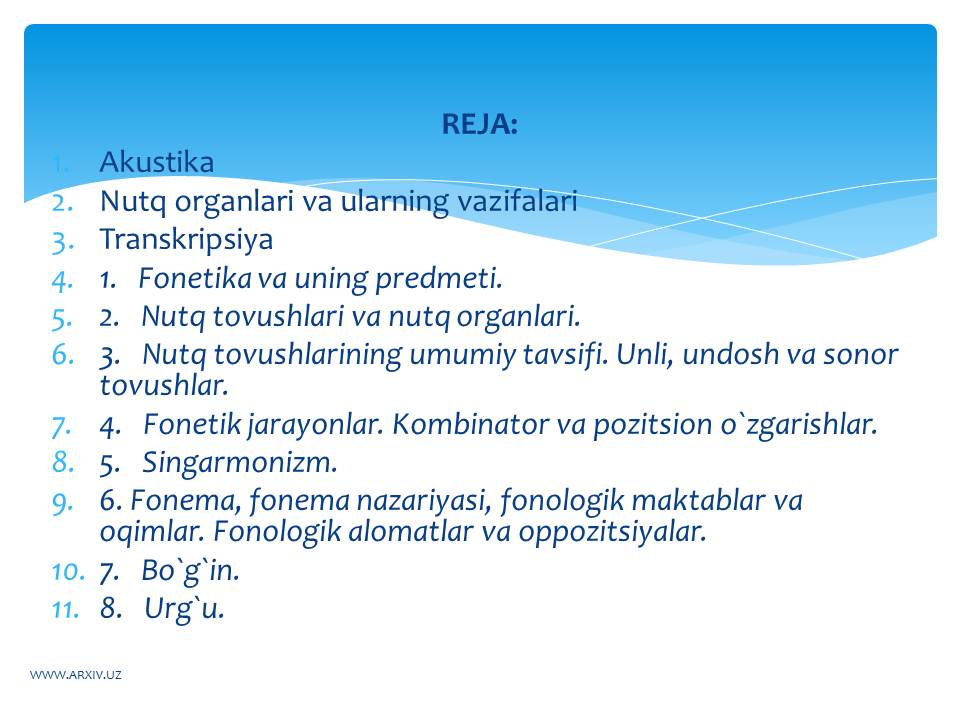 REJA:
1. Akustika
2. Nutq organlari va ularning vazifalari
3. Transkripsiya
4. 1. Fonetika va uning predmeti.
5. 2. Nutq tovushlari va nutq organlari.
6. 3. Nutq tovushlarining umumiy tavsifi. Unli, undosh va sonor
tovushlar.
7. 4. Fonetik jarayonlar. Kombinator va pozitsion o`zgarishlar.
8. 5. Singarmonizm.
9. 6. Fonema, fonema nazariyasi, fonologik maktablar va
oqimlar. Fonologik alomatlar va oppozitsiyalar.
10. 7. Bo`g`in.
11. 8. Urg`u.
WWW.ARXIV.UZ